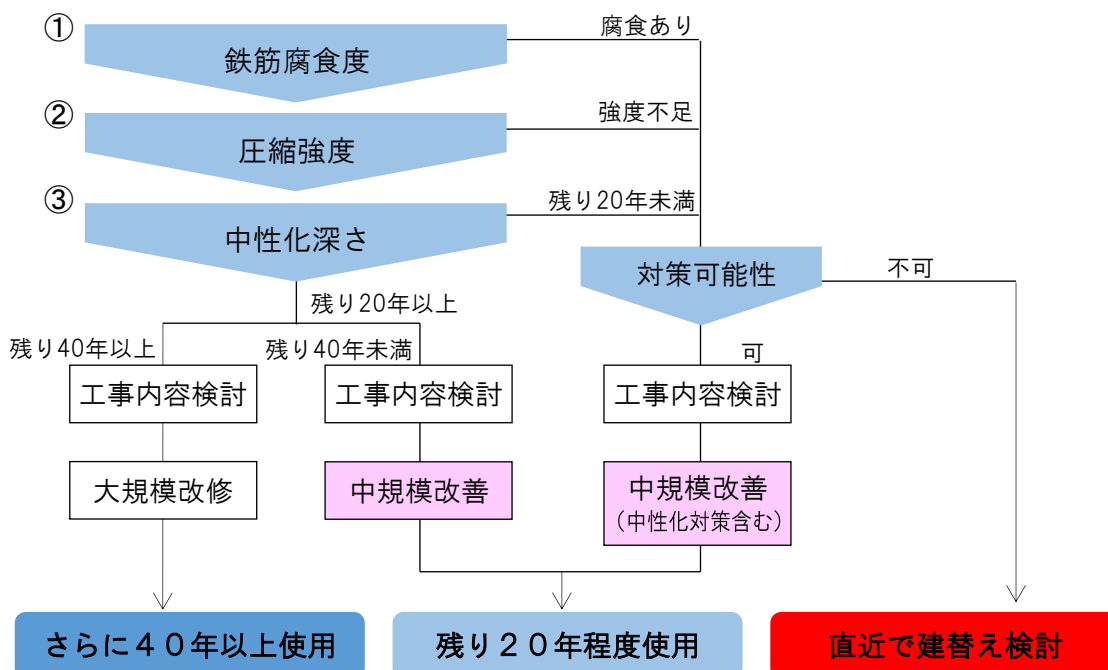 ①
鉄筋腐食度
腐食あり
②
圧縮強度
強度不足
③
中性化深さ
残り20年未満
対策可能性
不可
残り20年以上
残り40年以上
残り40年未満
可
工事内容検討
工事内容検討
工事内容検討
大規模改修
中規模改善
中規模改善
（中性化対策含む）
さらに４０年以上使用
残り２０年程度使用
直近で建替え検討